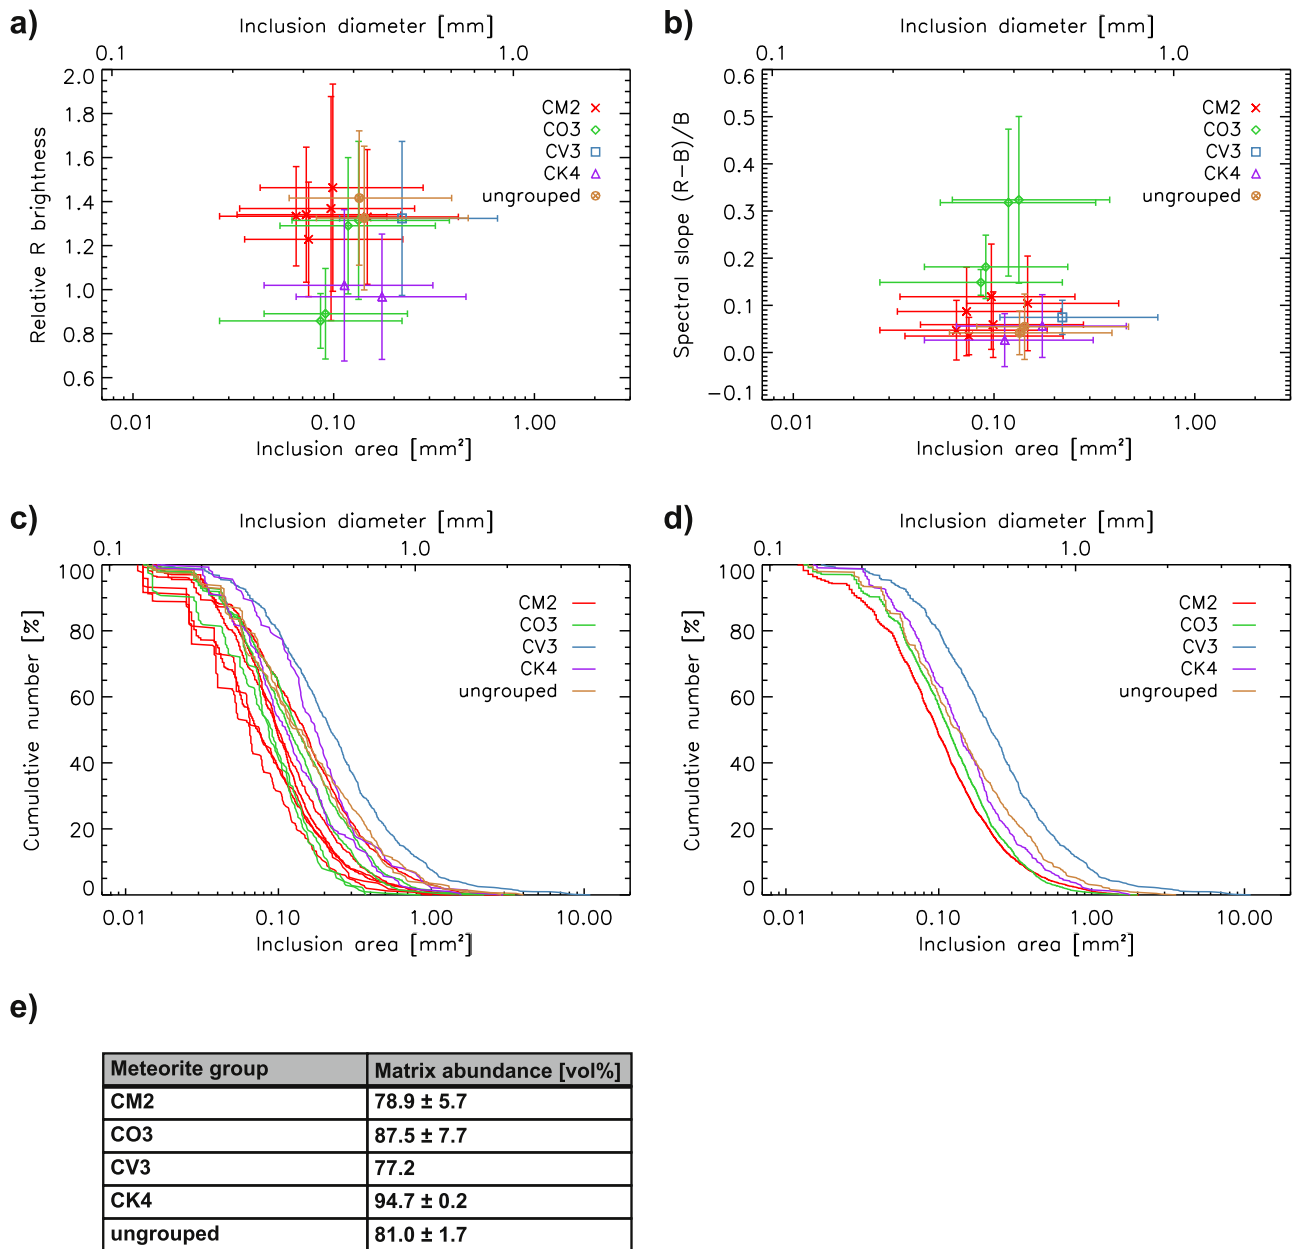 a)
Inclusion diameter [mm]
0.1 1.0
2.0
1.8
1.6
1.4
1.2
1.0
0.8
0.6
Relative R brightness
CM2
CO3
CV3
CK4
ungrouped
0.01 0.10 1.00
Inclusion area [mm²]
b)
Inclusion diameter [mm]
0.1 1.0
0.6
0.5
0.4
0.3
0.2
0.1
0.0
−0.1
Spectral slope (R−B)/B
CM2
CO3
CV3
CK4
ungrouped
0.01 0.10 1.00
Inclusion area [mm²]
c)
Inclusion diameter [mm]
0.1 1.0
100
80
60
40
20
0
Cumulative number [%]
CM2
CO3
CV3
CK4
ungrouped
0.01 0.10 1.00 10.00
Inclusion area [mm²]
d)
Inclusion diameter [mm]
0.1 1.0
100
80
60
40
20
0
Cumulative number [%]
CM2
CO3
CV3
CK4
ungrouped
0.01 0.10 1.00 10.00
Inclusion area [mm²]
e)
Meteorite group Matrix abundance [vol%]
CM2 78.9 ± 5.7
CO3 87.5 ± 7.7
CV3 77.2
CK4 94.7 ± 0.2
ungrouped 81.0 ± 1.7